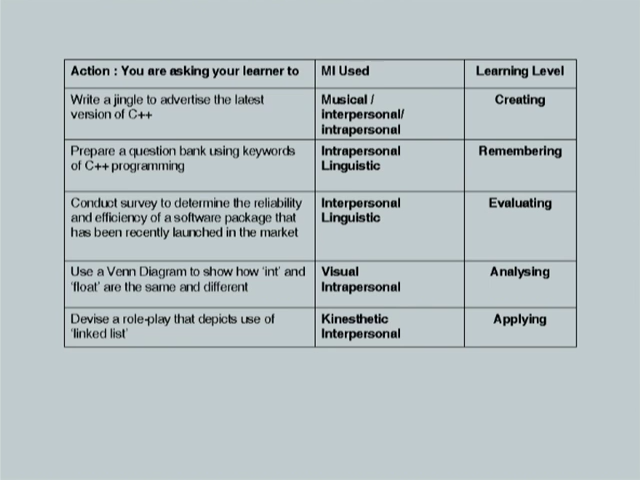 Action : You are asking your learner to MI Used Learning Level
Write a jingle to advertise the latest Musical / Creating
version of C++ interpersonal/
intrapersonal
Prepare a question bank using keywords Intrapersonal Remembering
of C++ programming Linguistic
Conduct survey to determine the reliability Interpersonal Evaluating
and efficiency of a software package that Linguistic
has been recently launched in the market
Use a Venn Diagram to show how 'int' and Visual Analysing
'float' are the same and different Intrapersonal
Devise a role-play that depicts use of Kinesthetic Applying
'linked list' Interpersonal